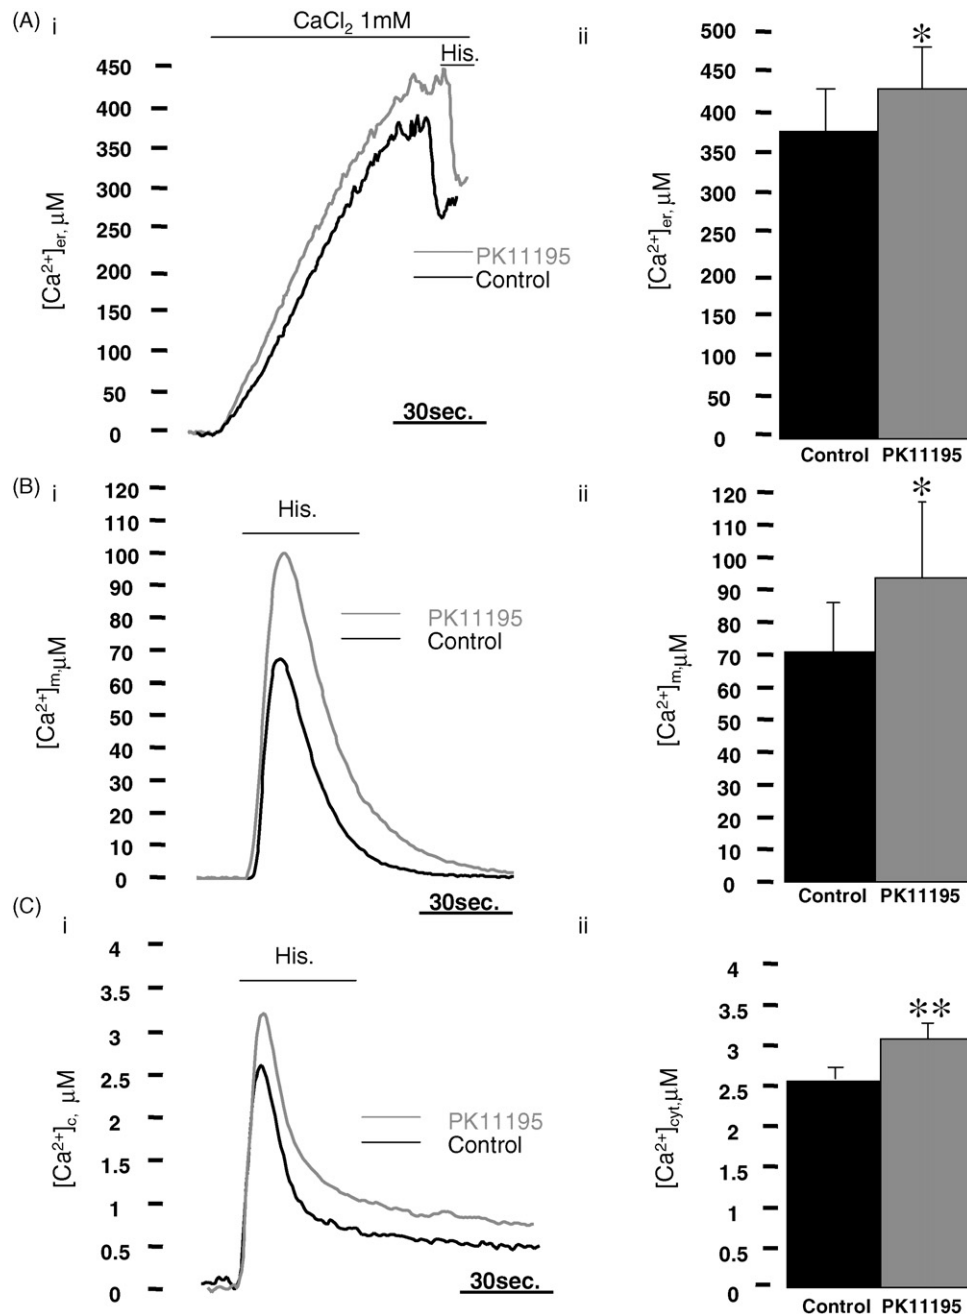 (A) i
CaCl₂ 1mM
His.
[Ca²⁺]er, μM
450
400
350
300
250
200
150
100
50
0
PK11195
Control
30sec.
ii
*
[Ca²⁺]er, μM
500
450
400
350
300
250
200
150
100
50
0
Control PK11195
(B) i
His.
[Ca²⁺]m,μM
120
110
100
90
80
70
60
50
40
30
20
10
0
PK11195
Control
30sec.
ii
*
[Ca²⁺]m,μM
120
110
100
90
80
70
60
50
40
30
20
10
0
Control PK11195
(C)
i
His.
[Ca²⁺]c, μM
4
3.5
3
2.5
2
1.5
1
0.5
0
PK11195
Control
30sec.
ii
**
[Ca²⁺]cyt,μM
4
3.5
3
2.5
2
1.5
1
0.5
0
Control PK11195